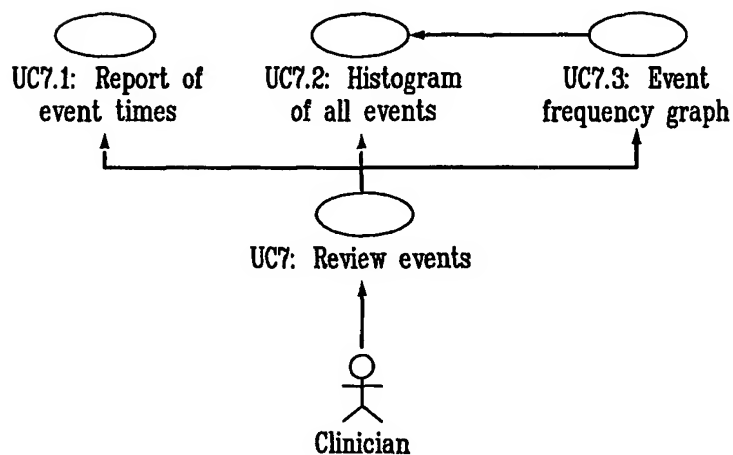 UC7.1: Report of
event times
UC7.2: Histogram
of all events
UC7.3: Event
frequency graph
UC7: Review events
Clinician